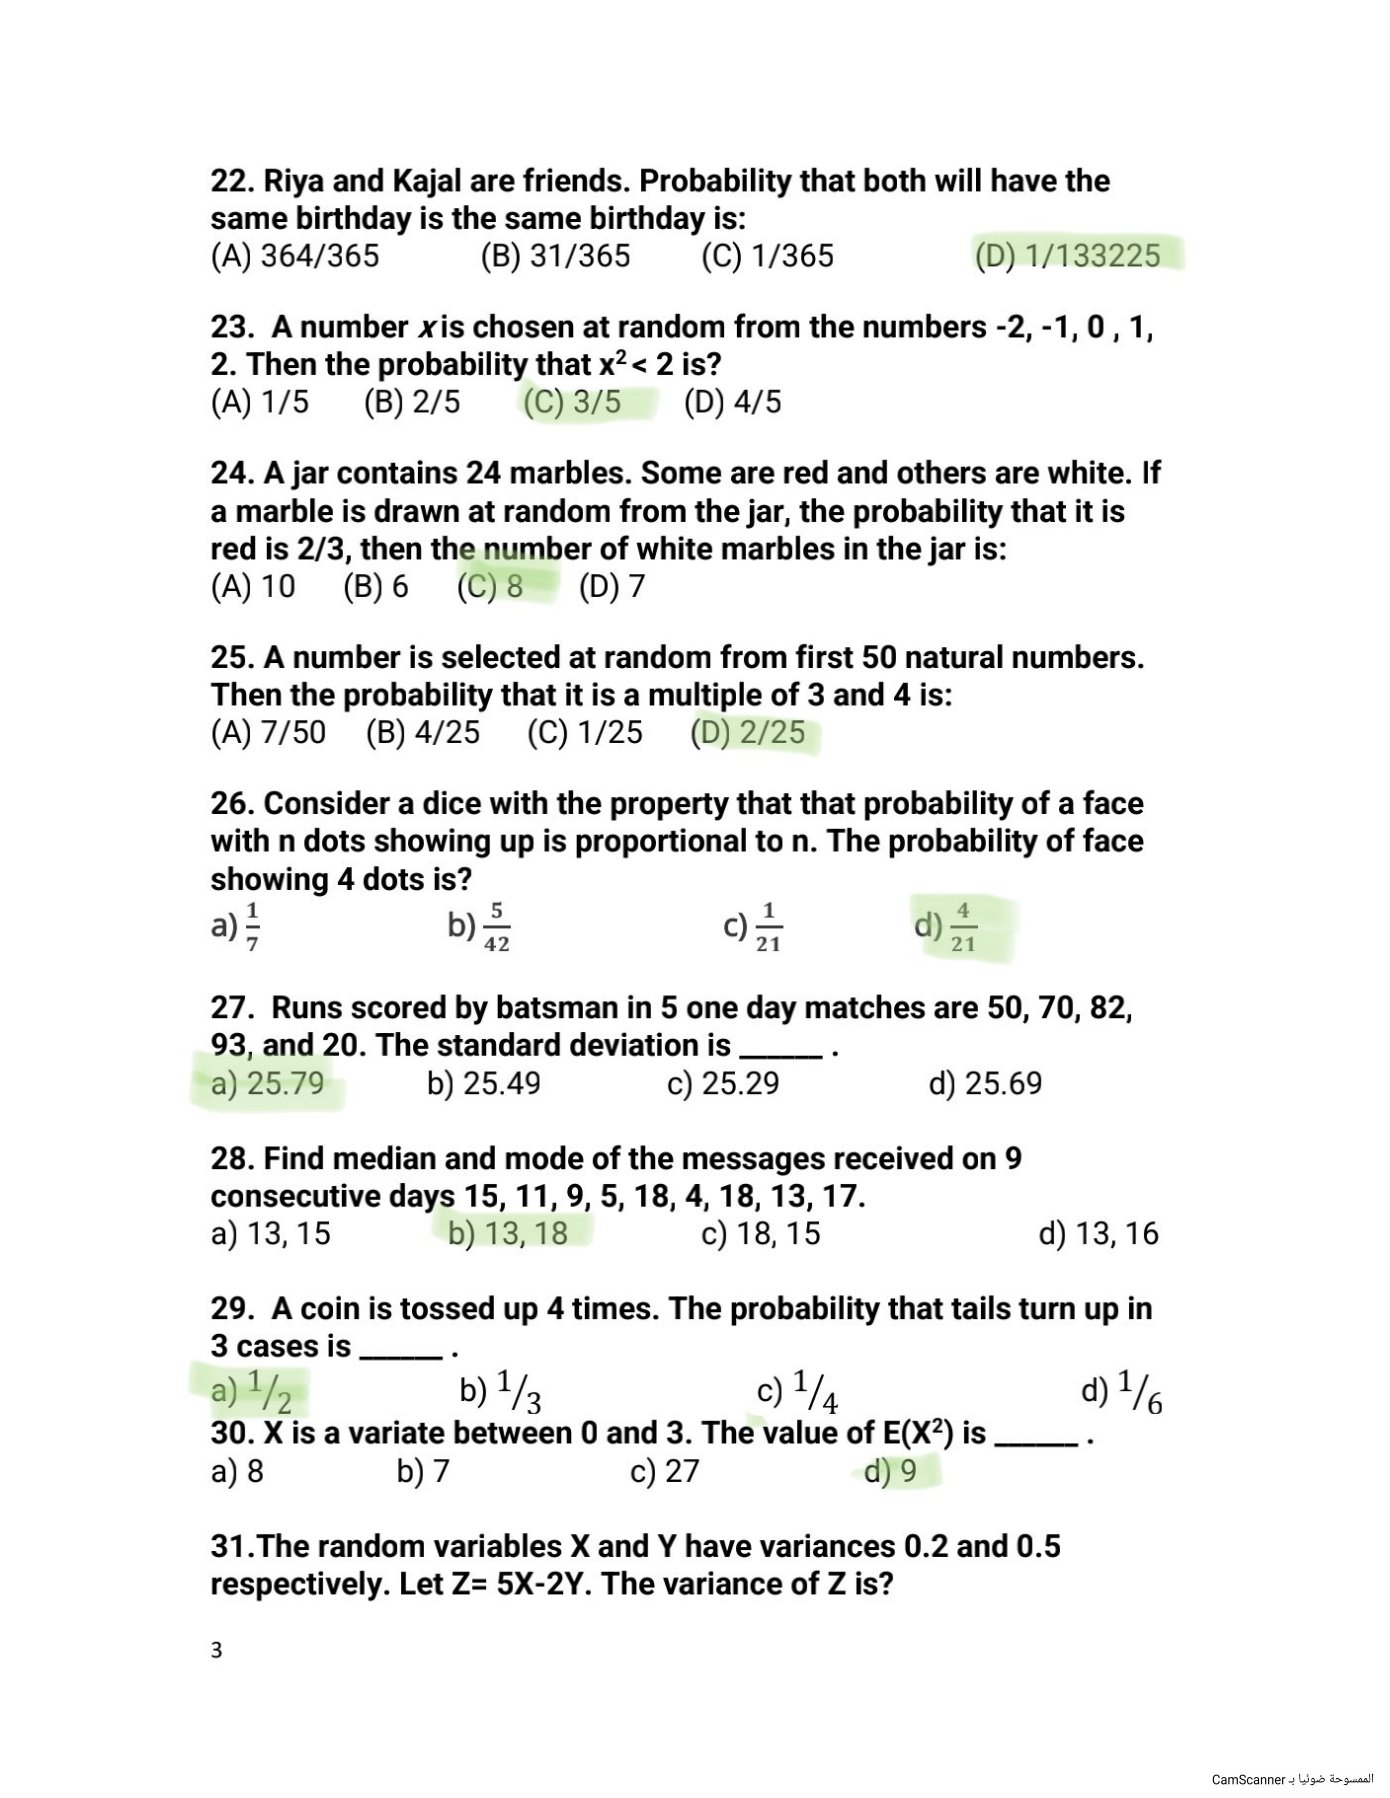 22. Riya and Kajal are friends. Probability that both will have the
same birthday is the same birthday is:
(A) 364/365 (B) 31/365 (C) 1/365 (D) 1/133225
23. A number x is chosen at random from the numbers -2, -1, 0 , 1,
2. Then the probability that x² < 2 is?
(A) 1/5 (B) 2/5 (C) 3/5 (D) 4/5
24. A jar contains 24 marbles. Some are red and others are white. If
a marble is drawn at random from the jar, the probability that it is
red is 2/3, then the number of white marbles in the jar is:
(A) 10 (B) 6 (C) 8 (D) 7
25. A number is selected at random from first 50 natural numbers.
Then the probability that it is a multiple of 3 and 4 is:
(A) 7/50 (B) 4/25 (C) 1/25 (D) 2/25
26. Consider a dice with the property that that probability of a face
with n dots showing up is proportional to n. The probability of face
showing 4 dots is?
a) 1/7 b) 5/42 c) 1/21 d) 4/21
27. Runs scored by batsman in 5 one day matches are 50, 70, 82,
93, and 20. The standard deviation is ______ .
a) 25.79 b) 25.49 c) 25.29 d) 25.69
28. Find median and mode of the messages received on 9
consecutive days 15, 11, 9, 5, 18, 4, 18, 13, 17.
a) 13, 15 b) 13, 18 c) 18, 15 d) 13, 16
29. A coin is tossed up 4 times. The probability that tails turn up in
3 cases is ______ .
a) 1/2 b) 1/3 c) 1/4 d) 1/6
30. X is a variate between 0 and 3. The value of E(X²) is ______ .
a) 8 b) 7 c) 27 d) 9
31.The random variables X and Y have variances 0.2 and 0.5
respectively. Let Z= 5X-2Y. The variance of Z is?
3
الممسوحة ضوئيا بـ CamScanner